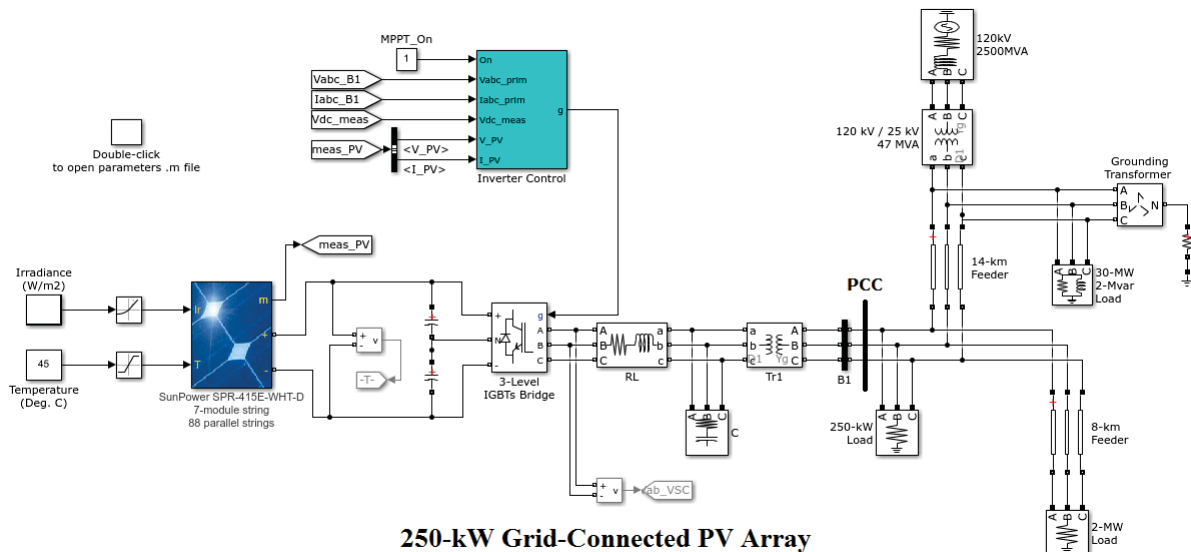 MPPT_On
1
On
Vabc_B1
Vabc_prim
Iabc_B1
Iabc_prim
Vdc_meas
Vdc_meas
meas_PV
V_PV
<V_PV>
I_PV
<I_PV>
g
Inverter Control
Double-click
to open parameters .m file
120kV
2500MVA
A B C
A B C
120 kV / 25 kV
47 MVA
Yg
D1
a b c
Grounding
Transformer
A
B
C
N
14-km
Feeder
A B C
30-MW
2-Mvar
Load
meas_PV
Irradiance
(W/m2)
Ir
m
+
-
T
45
Temperature
(Deg. C)
SunPower SPR-415E-WHT-D
7-module string
88 parallel strings
+
-
v
-T-
g
+
N
-
A
B
C
3-Level
IGBTs Bridge
A
B
C
a
b
c
RL
a
b
c
A
B
C
D1 Yg
Tr1
B1
PCC
A B C
C
A B C
250-kW
Load
8-km
Feeder
A B C
2-MW
Load
+
-
v
ab_VSC
250-kW Grid-Connected PV Array